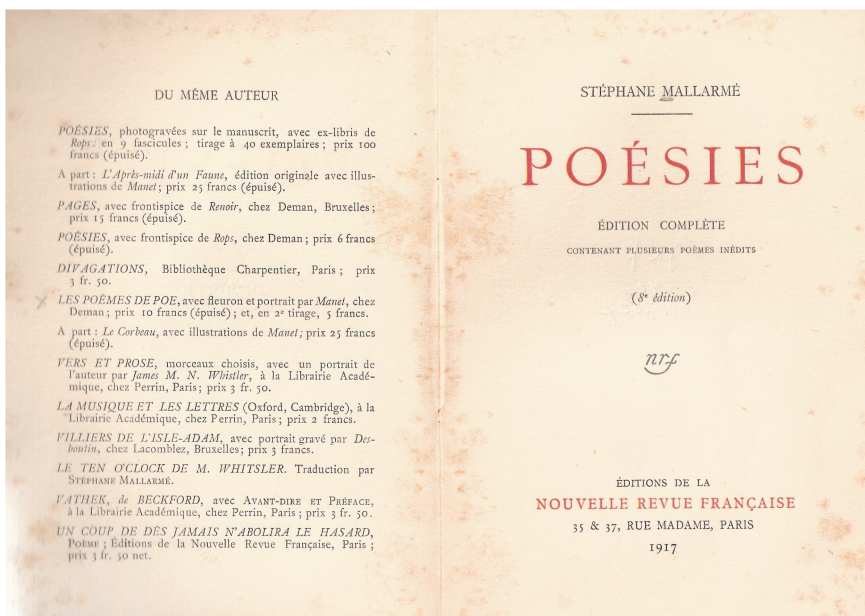 DU MÊME AUTEUR
POÉSIES, photogravées sur le manuscrit, avec ex-libris de
Rops: en 9 fascicules ; tirage à 40 exemplaires ; prix 100
francs (épuisé).
A part : L'Après-midi d'un Faune, édition originale avec illus-
trations de Manet ; prix 25 francs (épuisé).
PAGES, avec frontispice de Renoir, chez Deman, Bruxelles ;
prix 15 francs (épuisé).
POÉSIES, avec frontispice de Rops, chez Deman ; prix 6 francs
(épuisé).
DIVAGATIONS, Bibliothèque Charpentier, Paris ; prix
3 fr. 50.
LES POÈMES DE POE, avec fleuron et portrait par Manet, chez
Deman ; prix 10 francs (épuisé) ; et, en 2e tirage, 5 francs.
A part : Le Corbeau, avec illustrations de Manet; prix 25 francs
(épuisé).
VERS ET PROSE, morceaux choisis, avec un portrait de
l'auteur par James M. N. Whistler, à la Librairie Acadé-
mique, chez Perrin, Paris; prix 3 fr. 50.
LA MUSIQUE ET LES LETTRES (Oxford, Cambridge), à la
Librairie Académique, chez Perrin, Paris ; prix 2 francs.
VILLIERS DE L'ISLE-ADAM, avec portrait gravé par Des-
boutin, chez Lacomblez, Bruxelles ; prix 3 francs.
LE TEN O'CLOCK DE M. WHITSLER. Traduction par
STÉPHANE MALLARMÉ.
VATHEK, de BECKFORD, avec AVANT-DIRE ET PRÉFACE,
à la Librairie Académique, chez Perrin, Paris ; prix 3 fr. 50.
UN COUP DE DÉS JAMAIS N'ABOLIRA LE HASARD,
POÈME ; Éditions de la Nouvelle Revue Française, Paris ;
prix 3 fr. 50 net.
STÉPHANE MALLARMÉ
POÉSIES
ÉDITION COMPLÈTE
CONTENANT PLUSIEURS POÈMES INÉDITS
(8e édition)
nrf
ÉDITIONS DE LA
NOUVELLE REVUE FRANÇAISE
35 & 37, RUE MADAME, PARIS
1917